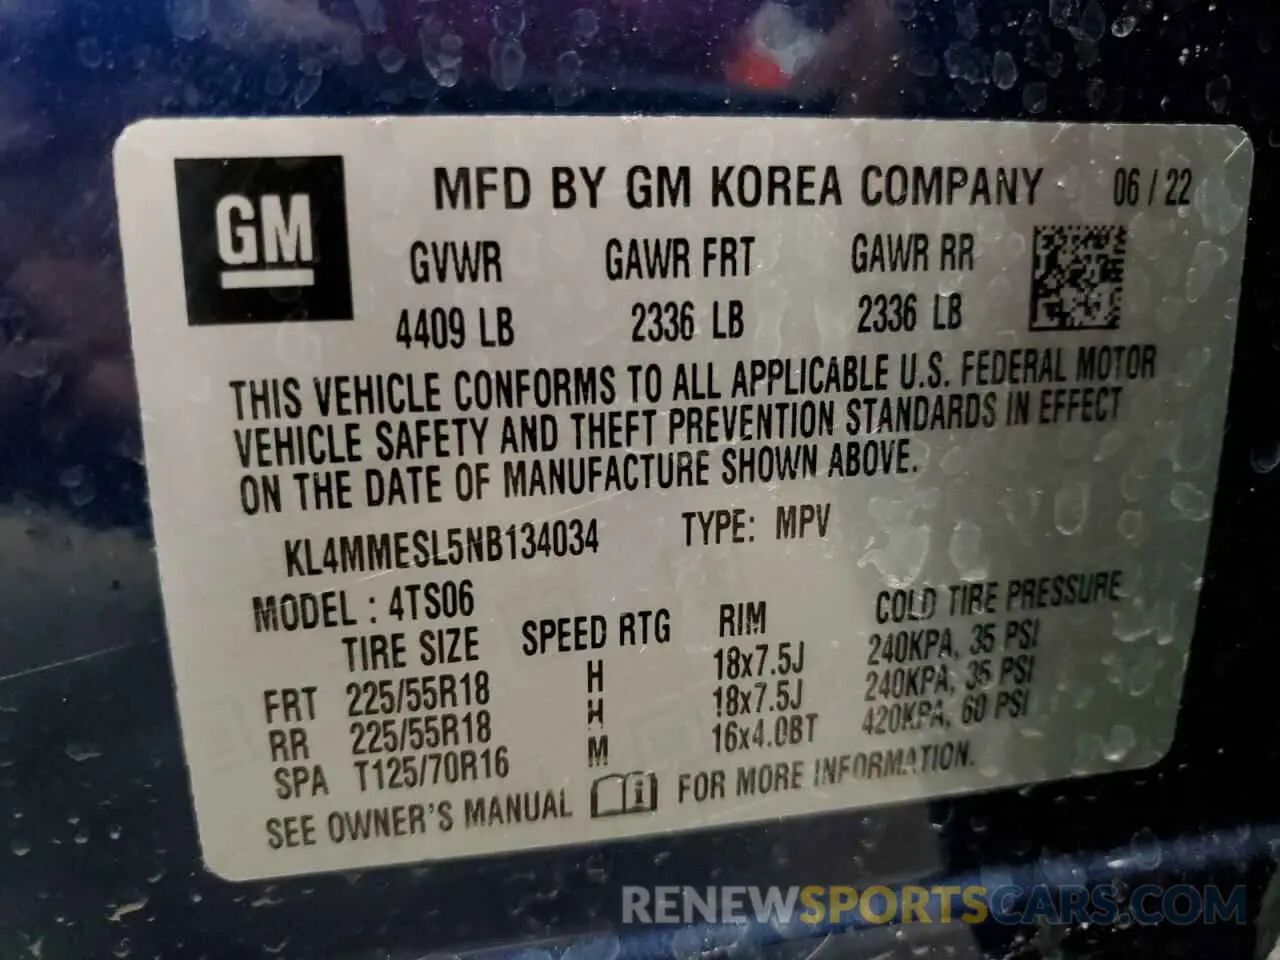 GM
MFD BY GM KOREA COMPANY 06 / 22
GVWR GAWR FRT GAWR RR
4409 LB 2336 LB 2336 LB
THIS VEHICLE CONFORMS TO ALL APPLICABLE U.S. FEDERAL MOTOR
VEHICLE SAFETY AND THEFT PREVENTION STANDARDS IN EFFECT
ON THE DATE OF MANUFACTURE SHOWN ABOVE.
KL4MMESL5NB134034 TYPE: MPV
MODEL : 4TS06
TIRE SIZE SPEED RTG RIM COLD TIRE PRESSURE
FRT 225/55R18 H 18x7.5J 240KPA, 35 PSI
RR 225/55R18 H 18x7.5J 240KPA, 35 PSI
SPA T125/70R16 M 16x4.0BT 420KPA, 60 PSI
SEE OWNER'S MANUAL FOR MORE INFORMATION.
RENEWSPORTSCARS.COM